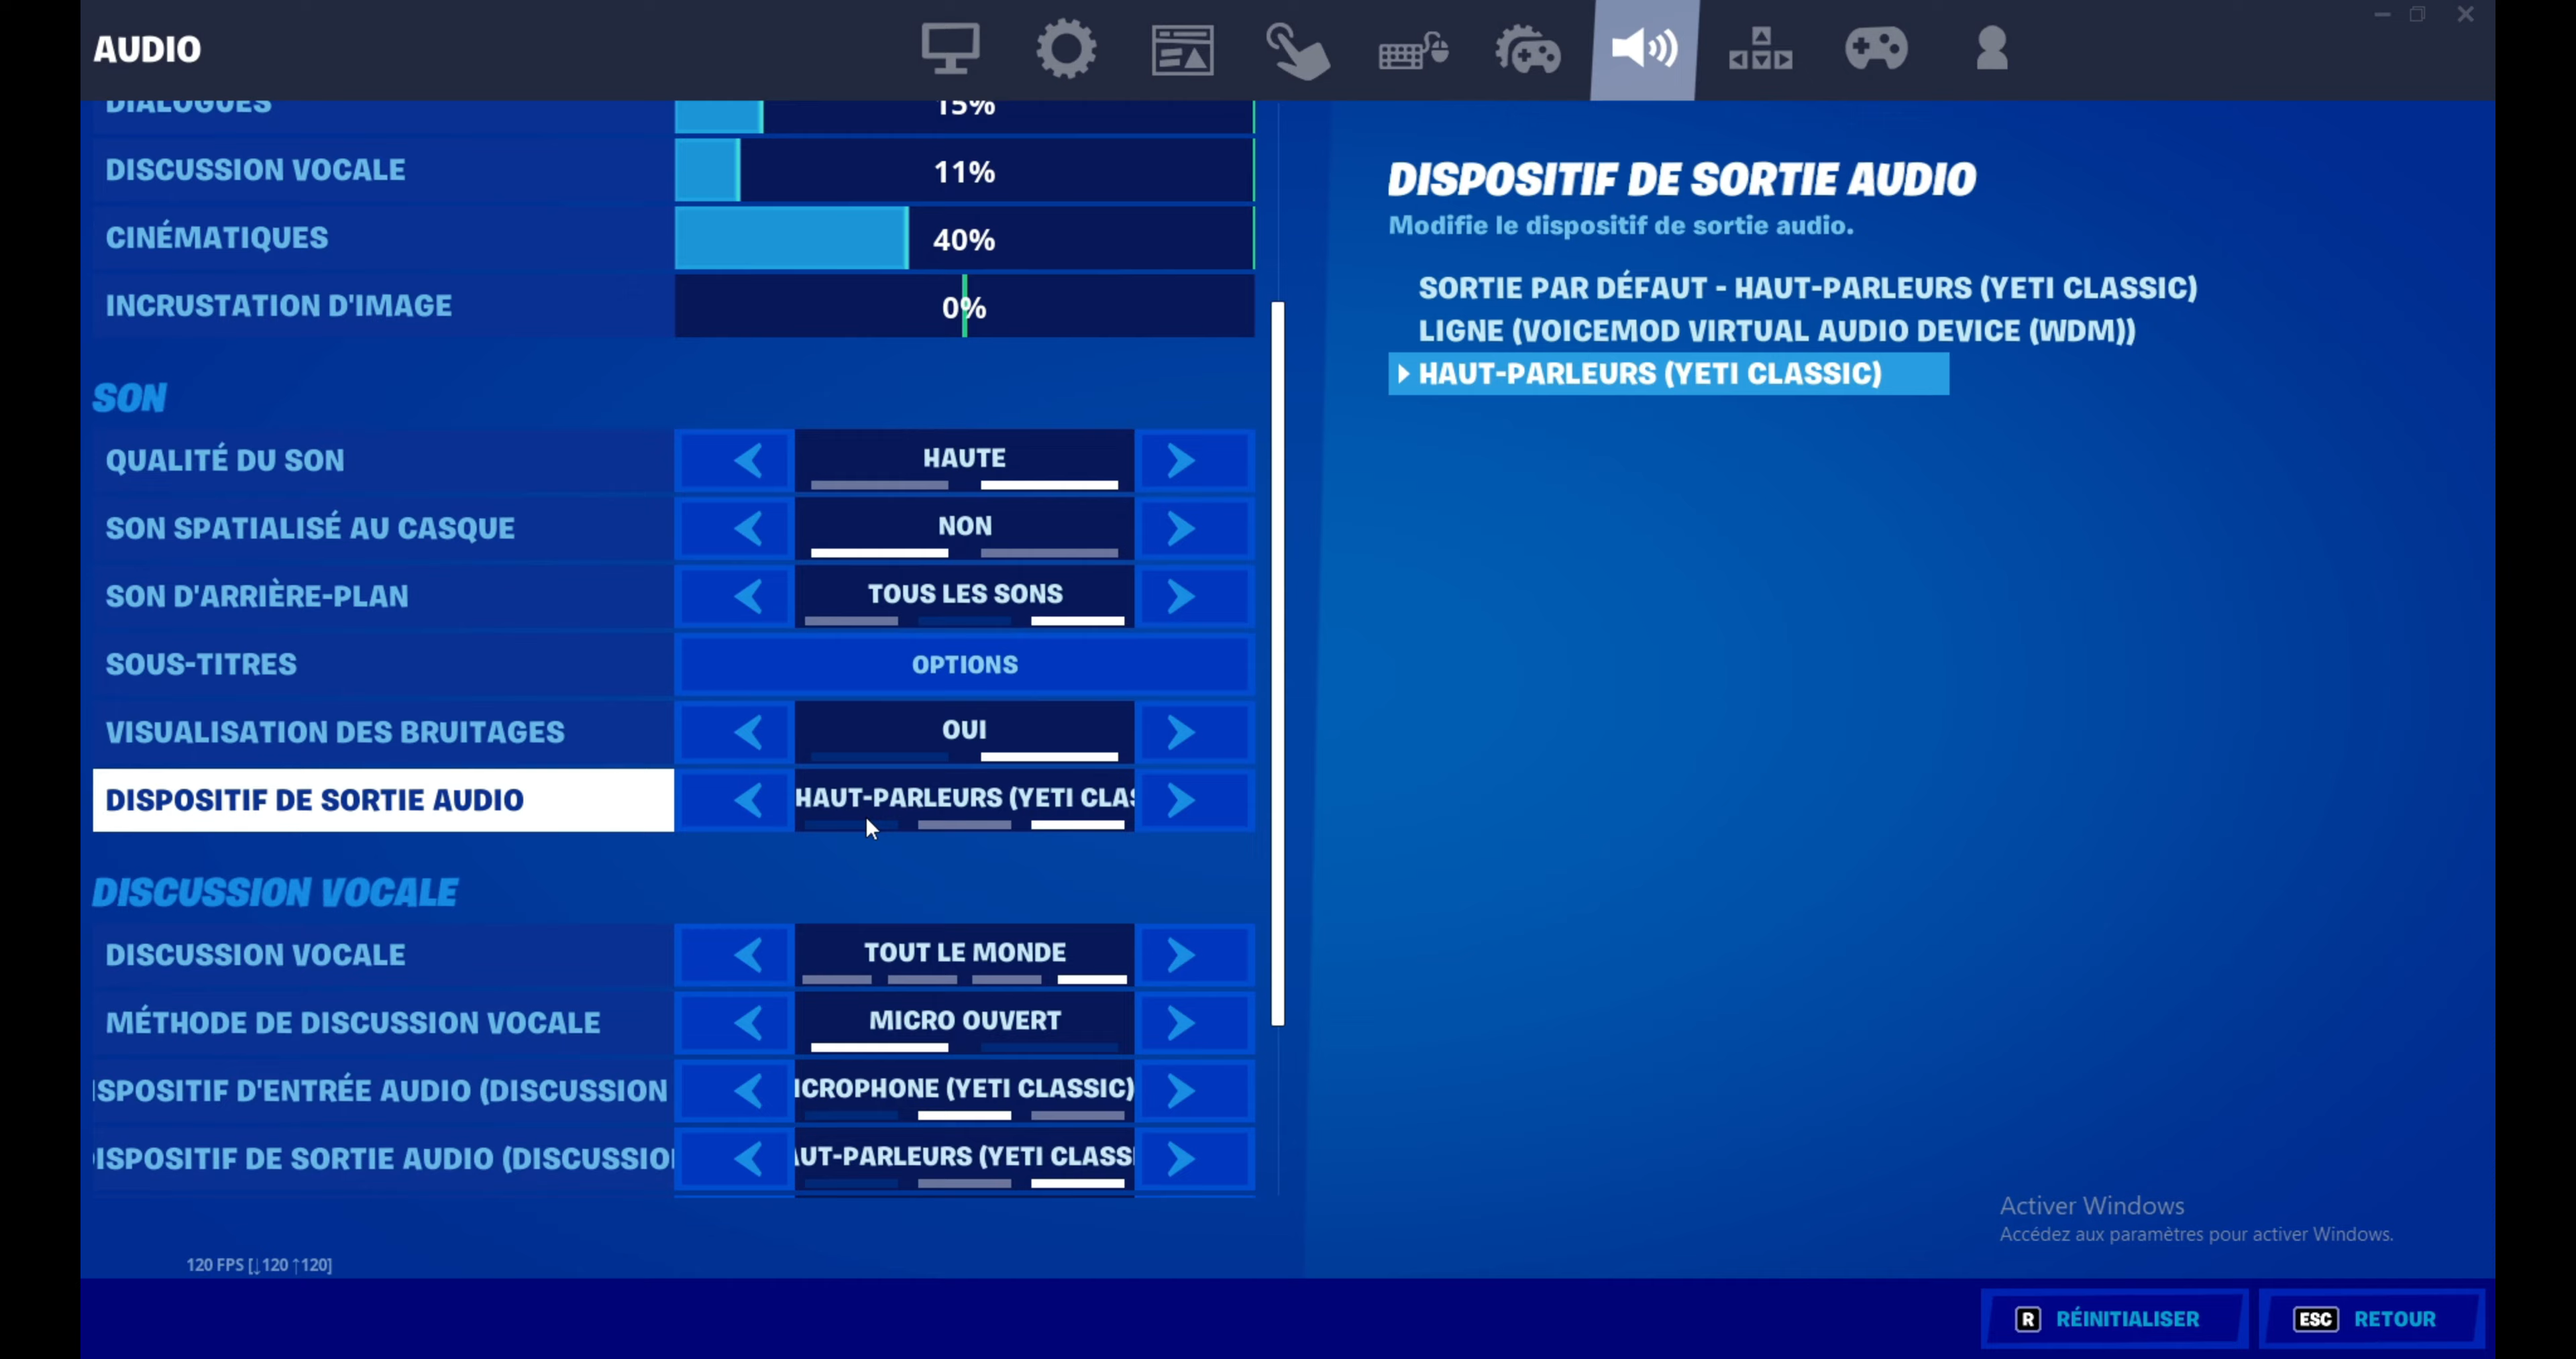 AUDIO
DIALOGUES 15%
DISCUSSION VOCALE 11%
CINÉMATIQUES 40%
INCRUSTATION D'IMAGE 0%
SON
QUALITÉ DU SON HAUTE
SON SPATIALISÉ AU CASQUE NON
SON D'ARRIÈRE-PLAN TOUS LES SONS
SOUS-TITRES OPTIONS
VISUALISATION DES BRUITAGES OUI
DISPOSITIF DE SORTIE AUDIO HAUT-PARLEURS (YETI CLAS
DISCUSSION VOCALE
DISCUSSION VOCALE TOUT LE MONDE
MÉTHODE DE DISCUSSION VOCALE MICRO OUVERT
ISPOSITIF D'ENTRÉE AUDIO (DISCUSSION ICROPHONE (YETI CLASSIC)
ISPOSITIF DE SORTIE AUDIO (DISCUSSIO AUT-PARLEURS (YETI CLASSI
DISPOSITIF DE SORTIE AUDIO
Modifie le dispositif de sortie audio.
SORTIE PAR DÉFAUT - HAUT-PARLEURS (YETI CLASSIC)
LIGNE (VOICEMOD VIRTUAL AUDIO DEVICE (WDM))
HAUT-PARLEURS (YETI CLASSIC)
Activer Windows
Accédez aux paramètres pour activer Windows.
120 FPS [↓120 ↑120]
R RÉINITIALISER
ESC RETOUR